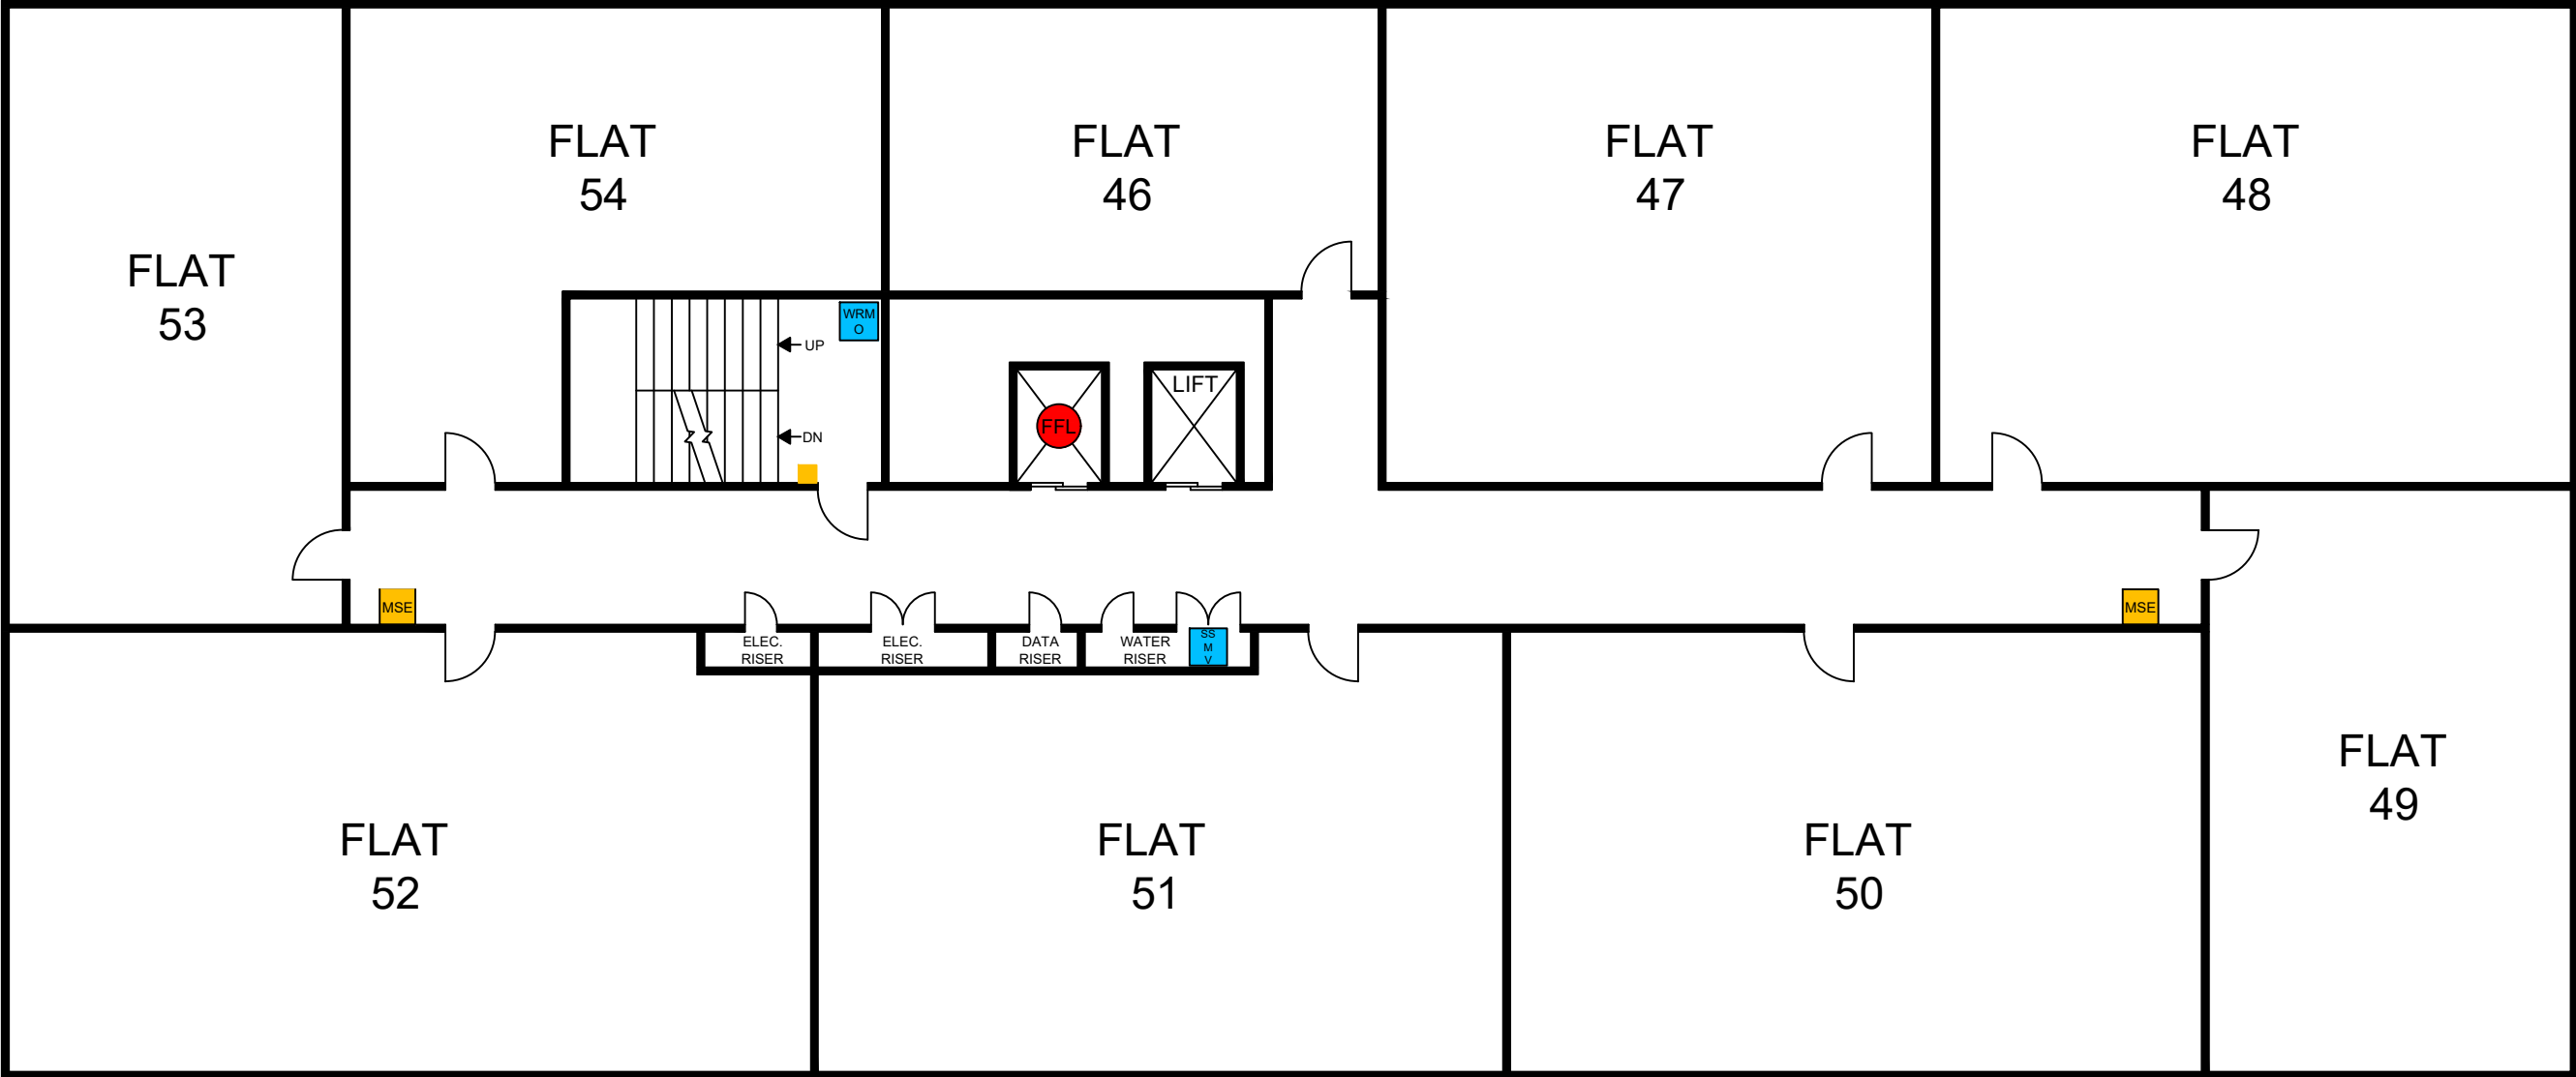 FLAT
54
FLAT
46
FLAT
47
FLAT
48
FLAT
53
WRM
O
UP
LIFT
FFL
DN
MSE
MSE
ELEC.
RISER
ELEC.
RISER
DATA
RISER
WATER
RISER
SS
M
V
FLAT
49
FLAT
52
FLAT
51
FLAT
50